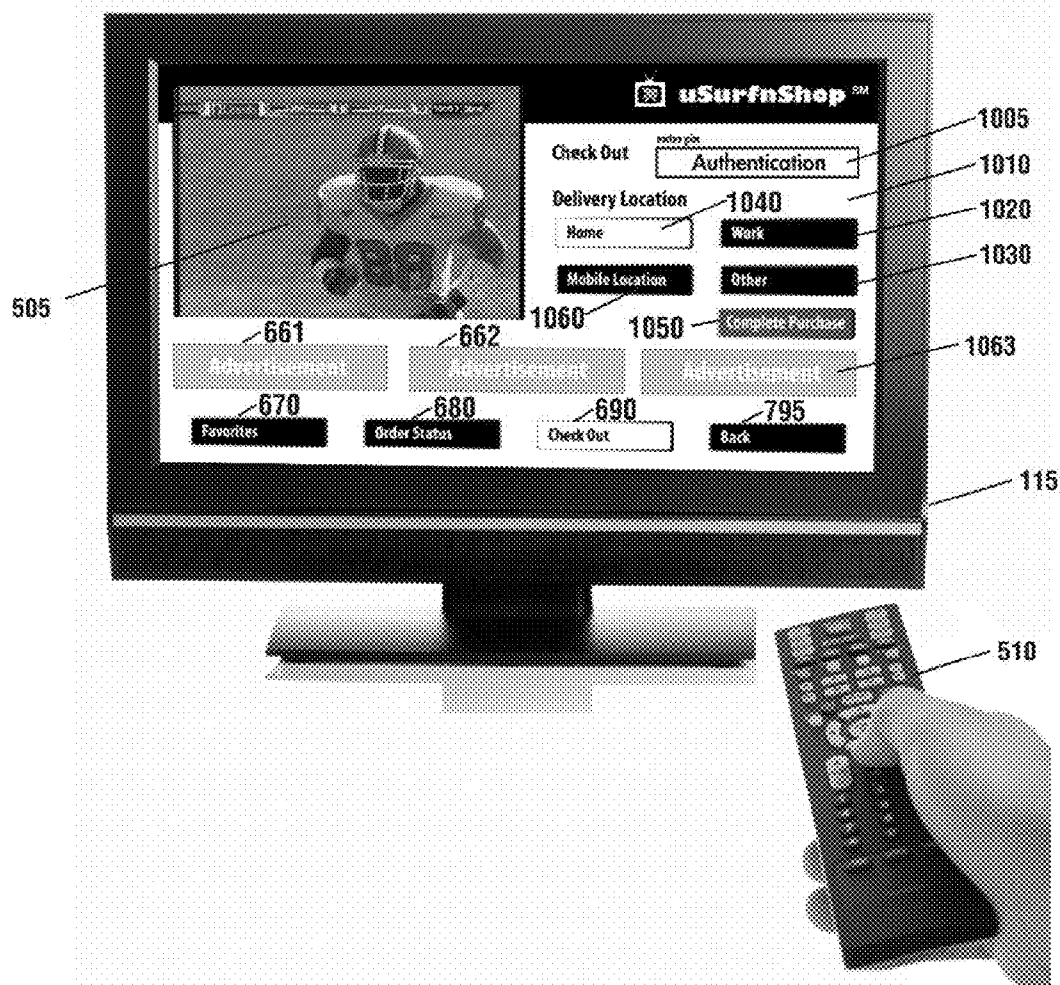 uSurfnShop SM
1005
enter pin
Check Out
Authentication
1010
Delivery Location
1040
1020
Home
Work
1030
Mobile Location
Other
505
1060
1050
Complete Purchase
661
662
1063
Advertisement
Advertisement
Advertisement
670
680
690
795
Favorites
Order Status
Check Out
Back
115
510